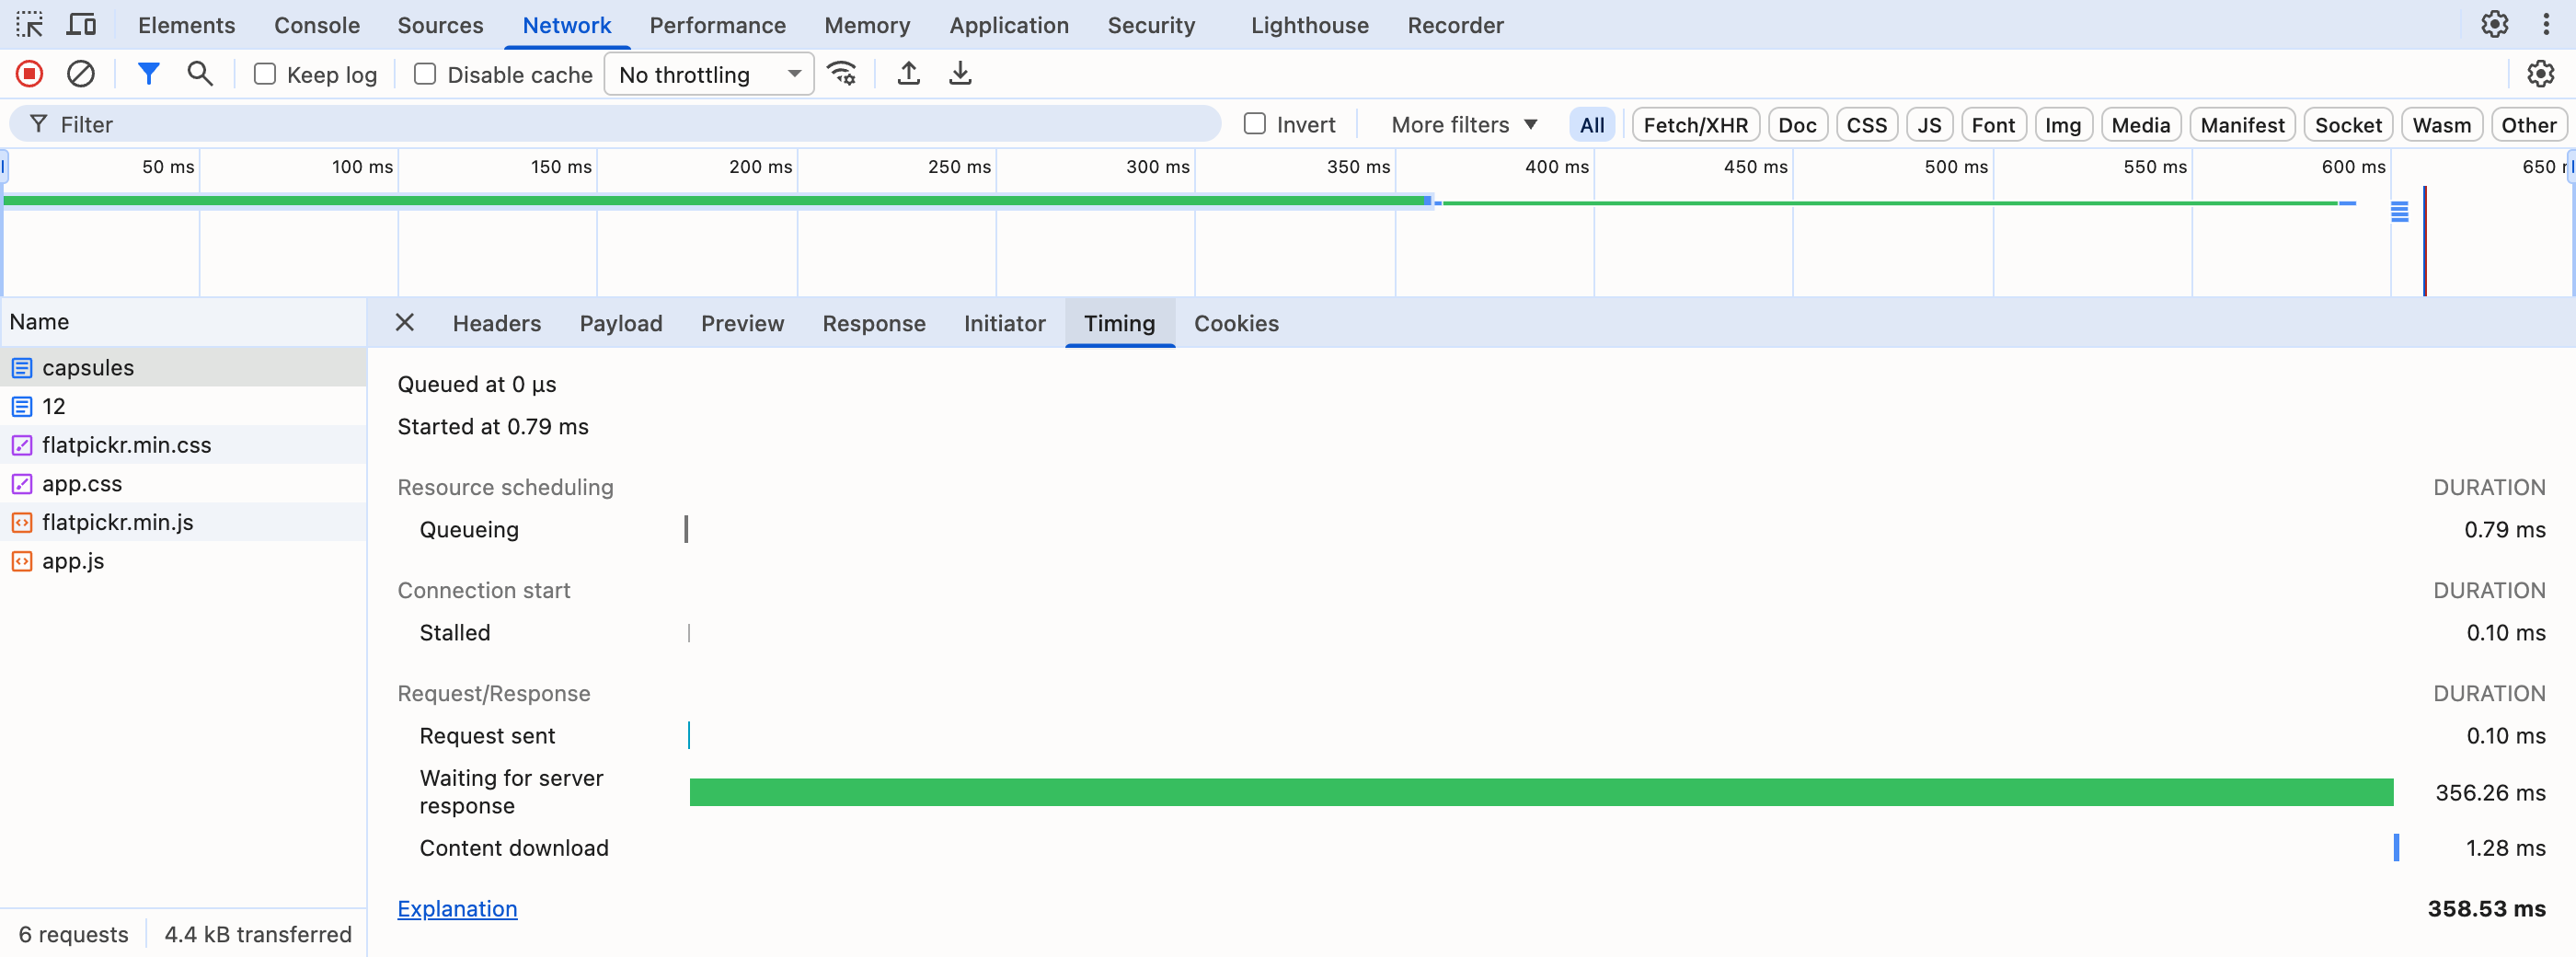 Elements Console Sources Network Performance Memory Application Security Lighthouse Recorder
Keep log Disable cache No throttling
Filter Invert More filters All Fetch/XHR Doc CSS JS Font Img Media Manifest Socket Wasm Other
50 ms 100 ms 150 ms 200 ms 250 ms 300 ms 350 ms 400 ms 450 ms 500 ms 550 ms 600 ms 650
Name
Headers Payload Preview Response Initiator Timing Cookies
capsules
12
flatpickr.min.css
app.css
flatpickr.min.js
app.js
Queued at 0 μs
Started at 0.79 ms
Resource scheduling DURATION
Queueing 0.79 ms
Connection start DURATION
Stalled 0.10 ms
Request/Response DURATION
Request sent 0.10 ms
Waiting for server
response 356.26 ms
Content download 1.28 ms
Explanation 358.53 ms
6 requests 4.4 kB transferred